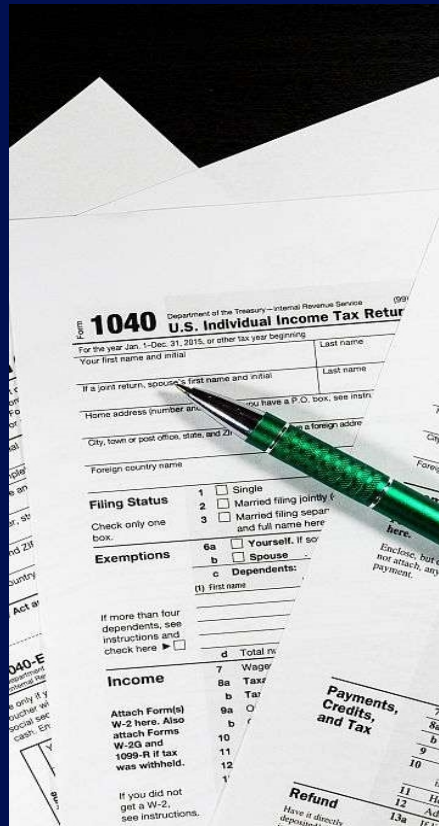 Form
1040
Department of the Treasury—Internal Revenue Service
(99)
U.S. Individual Income Tax Retur
For the year Jan. 1–Dec. 31, 2015, or other tax year beginning
Your first name and initial
Last name
If a joint return, spouse's first name and initial
Last name
Home address (number and
you have a P.O. box, see instr
City, town or post office, state, and ZI
a foreign addre
Foreign country name
Filing Status
Check only one
box.
1 Single
2 Married filing jointly (
3 Married filing separ
and full name here
Exemptions
6a Yourself. If so
b Spouse
c Dependents:
(1) First name
If more than four
dependents, see
instructions and
check here ►
d Total n
Income
Attach Form(s)
W-2 here. Also
attach Forms
W-2G and
1099-R if tax
was withheld.
If you did not
get a W-2,
see instructions.
7 Wage
8a Taxa
b Ta
9a O
b
10
11
12
here.
Enclose, but
not attach, any
payment.
Payments,
Credits,
and Tax
7
8a
b
9
10
11
12
13a
Refund
Have it directly